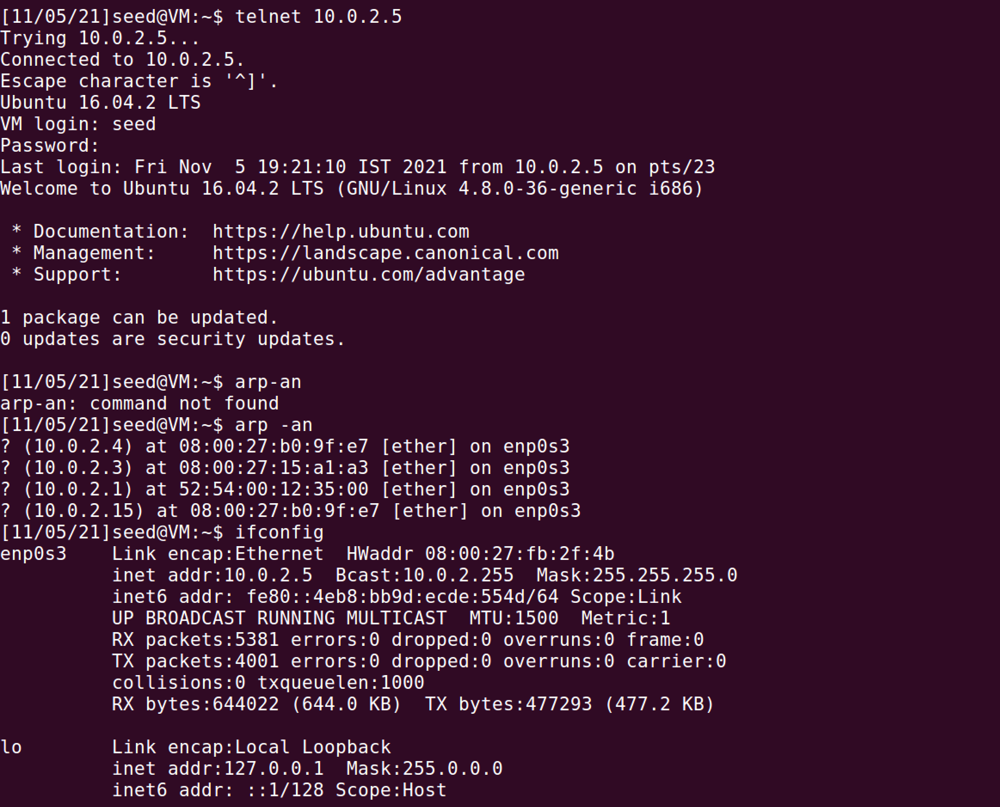 [11/05/21]seed@VM:~$ telnet 10.0.2.5
Trying 10.0.2.5...
Connected to 10.0.2.5.
Escape character is '^]'.
Ubuntu 16.04.2 LTS
VM login: seed
Password:
Last login: Fri Nov  5 19:21:10 IST 2021 from 10.0.2.5 on pts/23
Welcome to Ubuntu 16.04.2 LTS (GNU/Linux 4.8.0-36-generic i686)

 * Documentation:  https://help.ubuntu.com
 * Management:     https://landscape.canonical.com
 * Support:        https://ubuntu.com/advantage

1 package can be updated.
0 updates are security updates.

[11/05/21]seed@VM:~$ arp-an
arp-an: command not found
[11/05/21]seed@VM:~$ arp -an
? (10.0.2.4) at 08:00:27:b0:9f:e7 [ether] on enp0s3
? (10.0.2.3) at 08:00:27:15:a1:a3 [ether] on enp0s3
? (10.0.2.1) at 52:54:00:12:35:00 [ether] on enp0s3
? (10.0.2.15) at 08:00:27:b0:9f:e7 [ether] on enp0s3
[11/05/21]seed@VM:~$ ifconfig
enp0s3    Link encap:Ethernet  HWaddr 08:00:27:fb:2f:4b
          inet addr:10.0.2.5  Bcast:10.0.2.255  Mask:255.255.255.0
          inet6 addr: fe80::4eb8:bb9d:ecde:554d/64 Scope:Link
          UP BROADCAST RUNNING MULTICAST  MTU:1500  Metric:1
          RX packets:5381 errors:0 dropped:0 overruns:0 frame:0
          TX packets:4001 errors:0 dropped:0 overruns:0 carrier:0
          collisions:0 txqueuelen:1000
          RX bytes:644022 (644.0 KB)  TX bytes:477293 (477.2 KB)

lo        Link encap:Local Loopback
          inet addr:127.0.0.1  Mask:255.0.0.0
          inet6 addr: ::1/128 Scope:Host